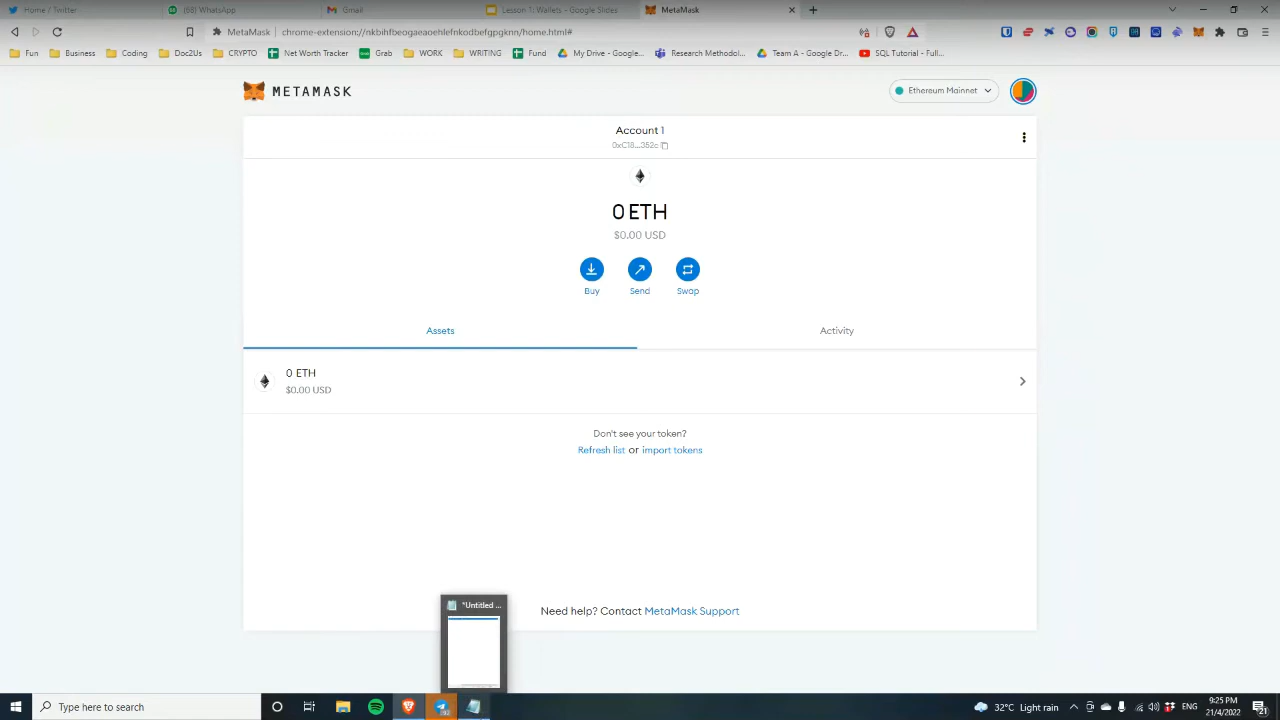 Home / Twitter
(68) WhatsApp
Gmail
Lesson 1: Wallets - Google Slides
MetaMask
MetaMask
chrome-extension://nkbihfbeogaeaoehlefnkodbefgpgknn/home.html#
Fun
Business
Coding
Doc2Us
CRYPTO
Net Worth Tracker
Grab
WORK
WRITING
Fund
My Drive - Google...
Research Methodol...
Team A - Google Dr...
SQL Tutorial - Full...
METAMASK
Ethereum Mainnet
Account 1
0xC18...352c
0 ETH
$0.00 USD
Buy
Send
Swap
Assets
Activity
0 ETH
$0.00 USD
Don't see your token?
Refresh list or import tokens
Need help? Contact MetaMask Support
*Untitled ...
Type here to search
32°C Light rain
ENG
9:25 PM
21/4/2022